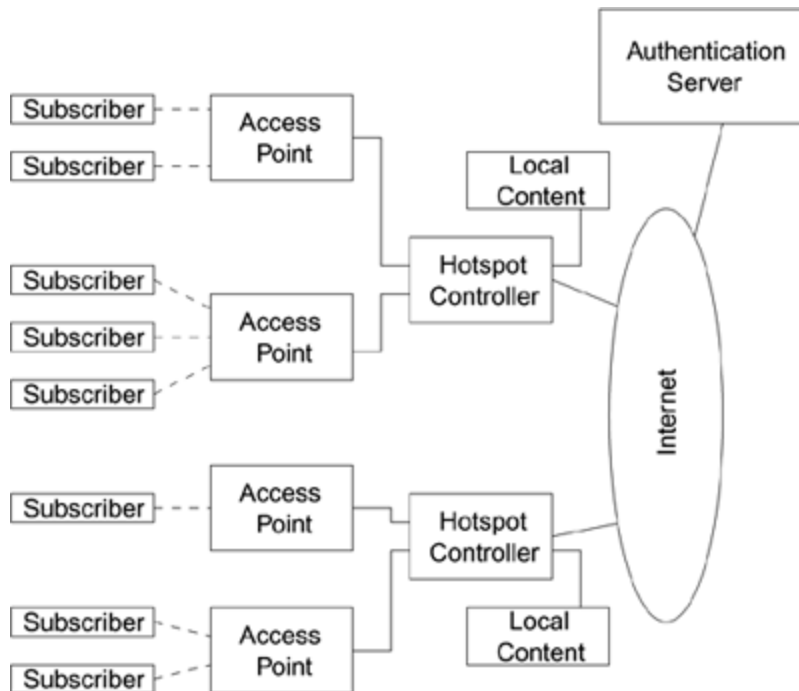 Authentication
Server
Subscriber
Access
Point
Subscriber
Local
Content
Subscriber
Hotspot
Controller
Access
Point
Subscriber
Subscriber
Internet
Subscriber
Access
Point
Hotspot
Controller
Subscriber
Access
Point
Local
Content
Subscriber